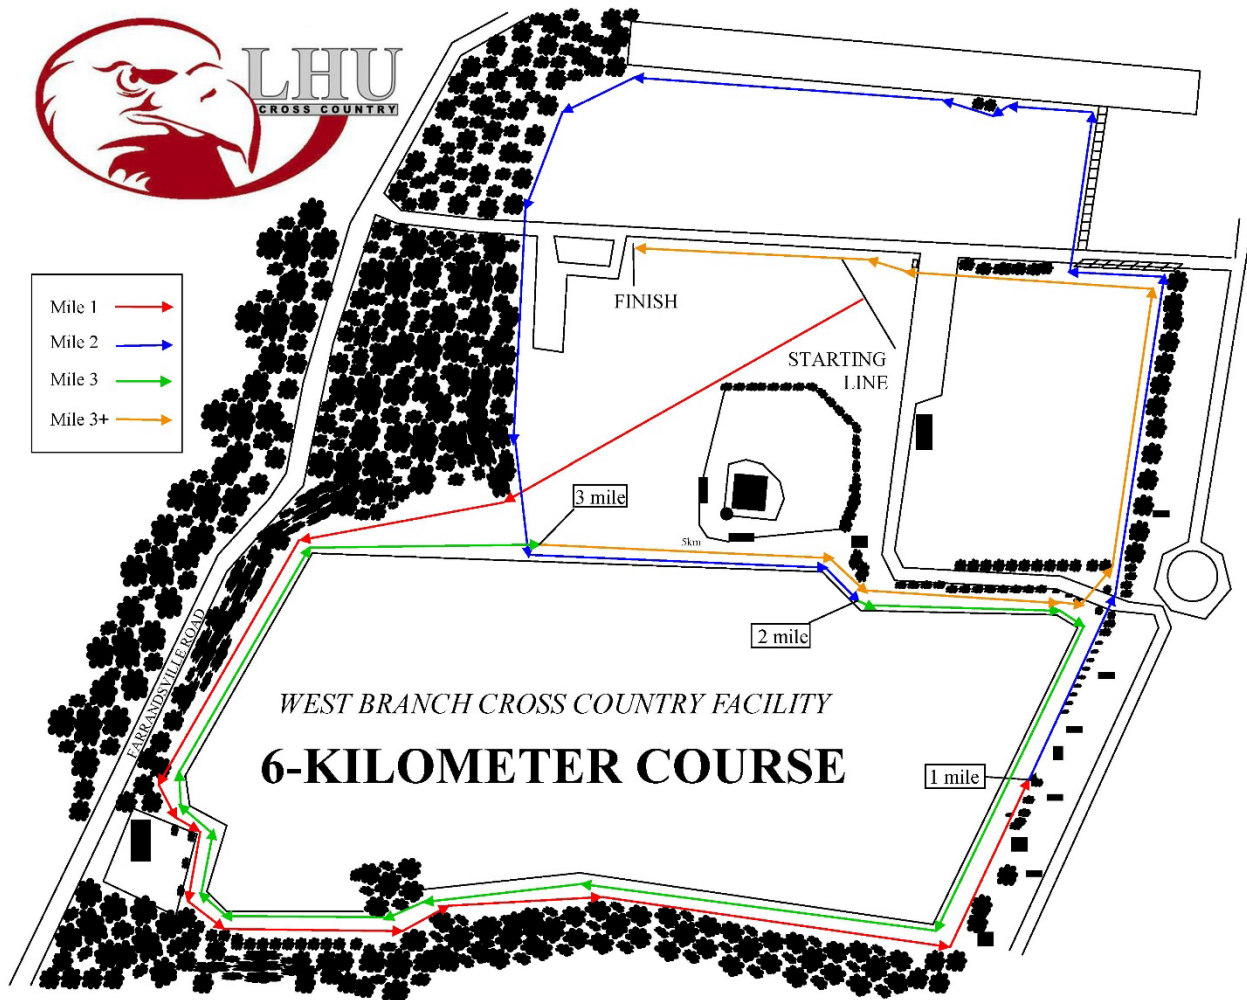 LHU
CROSS COUNTRY
Mile 1
Mile 2
Mile 3
Mile 3+
FINISH
STARTING
LINE
3 mile
5km
2 mile
FARRANDSVILLE ROAD
WEST BRANCH CROSS COUNTRY FACILITY
6-KILOMETER COURSE
1 mile